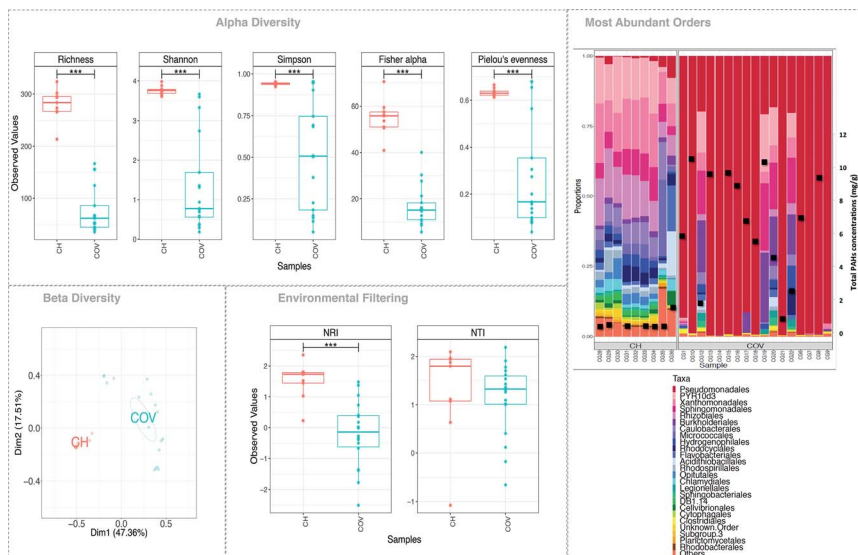 Alpha Diversity
Richness
Shannon
Simpson
Fisher alpha
Pielou's evenness
***
***
***
***
***
300
200
100
4
3
2
1
0
1.00
0.75
0.50
0.25
60
40
20
0.6
0.4
0.2
Observed Values
CH
COV
CH
COV
CH
COV
CH
COV
CH
COV
Samples
Most Abundant Orders
1.00
0.75
0.50
0.25
0.00
Proportions
12
10
8
6
4
2
0
Total PAHs concentrations (mg/g)
CH
COV
Sample
Taxa
Pseudomonadales
PYR10d3
Xanthomonadales
Sphingomonadales
Rhizobiales
Burkholderiales
Caulobacterales
Micrococcales
Hydrogenophilales
Rhodocyclales
Flavobacteriales
Acidithiobacillales
Rhodospirillales
Opitutales
Chlamydiales
Legionellales
Sphingobacteriales
DB1.14
Cellvibrionales
Cytophagales
Clostridiales
Unknown.Order
Subgroup.3
Planctomycetales
Rhodobacterales
Others
Beta Diversity
0.4
0.0
−0.4
Dim2 (17.51%)
COV
CH
−0.5
0.0
0.5
Dim1 (47.36%)
Environmental Filtering
NRI
NTI
***
2
1
0
−1
−2
2
1
0
−1
Observed Values
CH
COV
CH
COV
Samples